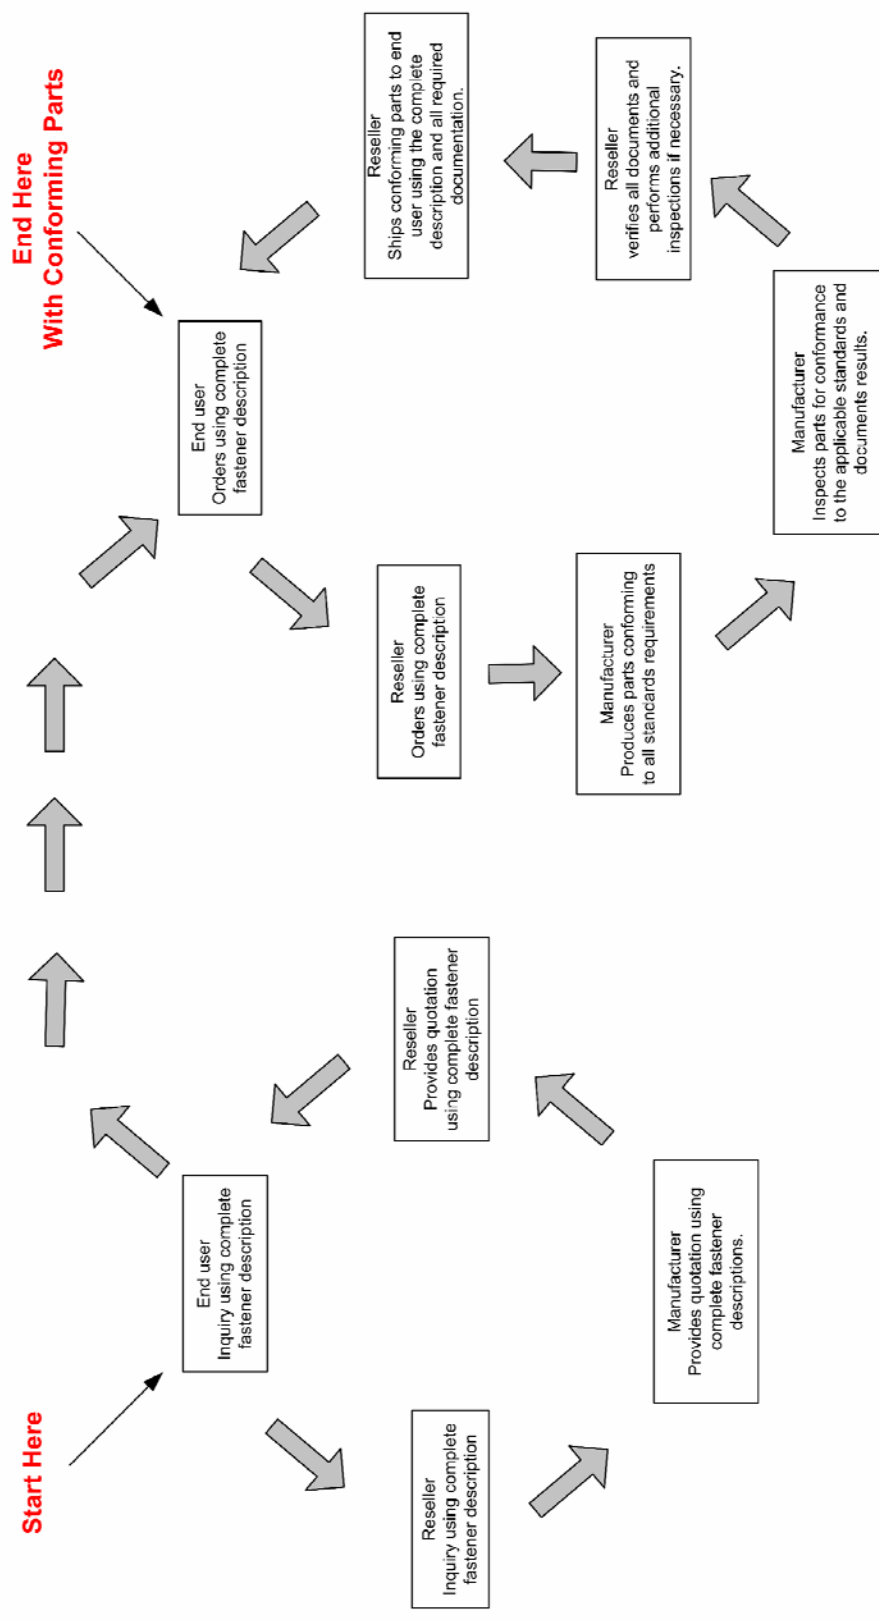 Start Here
End Here
With Conforming Parts
End user
Inquiry using complete
fastener description
Reseller
Inquiry using complete
fastener description
Manufacturer
Provides quotation using
complete fastener
descriptions.
Reseller
Provides quotation
using complete fastener
description
End user
Orders using complete
fastener description
Reseller
Orders using complete
fastener description
Manufacturer
Produces parts conforming
to all standards requirements
Manufacturer
Inspects parts for conformance
to the applicable standards and
documents results.
Reseller
verifies all documents and
performs additional
inspections if necessary.
Reseller
Ships conforming parts to end
user using the complete
description and all required
documentation.